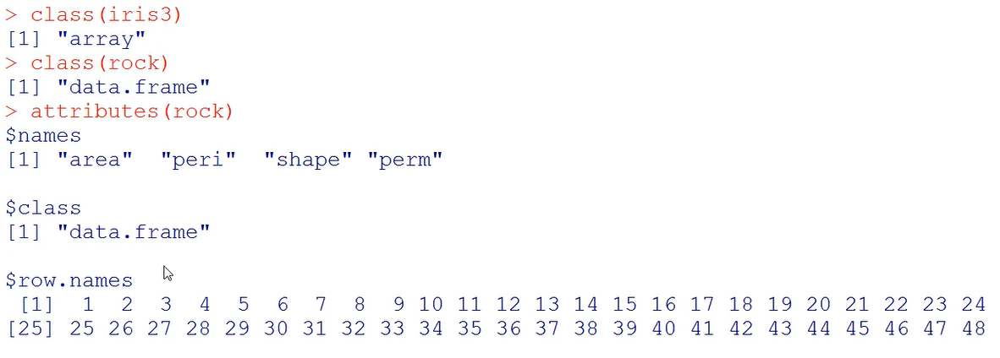 > class(iris3)
[1] "array"
> class(rock)
[1] "data.frame"
> attributes(rock)
$names
[1] "area"  "peri"  "shape" "perm"
$class
[1] "data.frame"
$row.names
 [1]  1  2  3  4  5  6  7  8  9 10 11 12 13 14 15 16 17 18 19 20 21 22 23 24
[25] 25 26 27 28 29 30 31 32 33 34 35 36 37 38 39 40 41 42 43 44 45 46 47 48